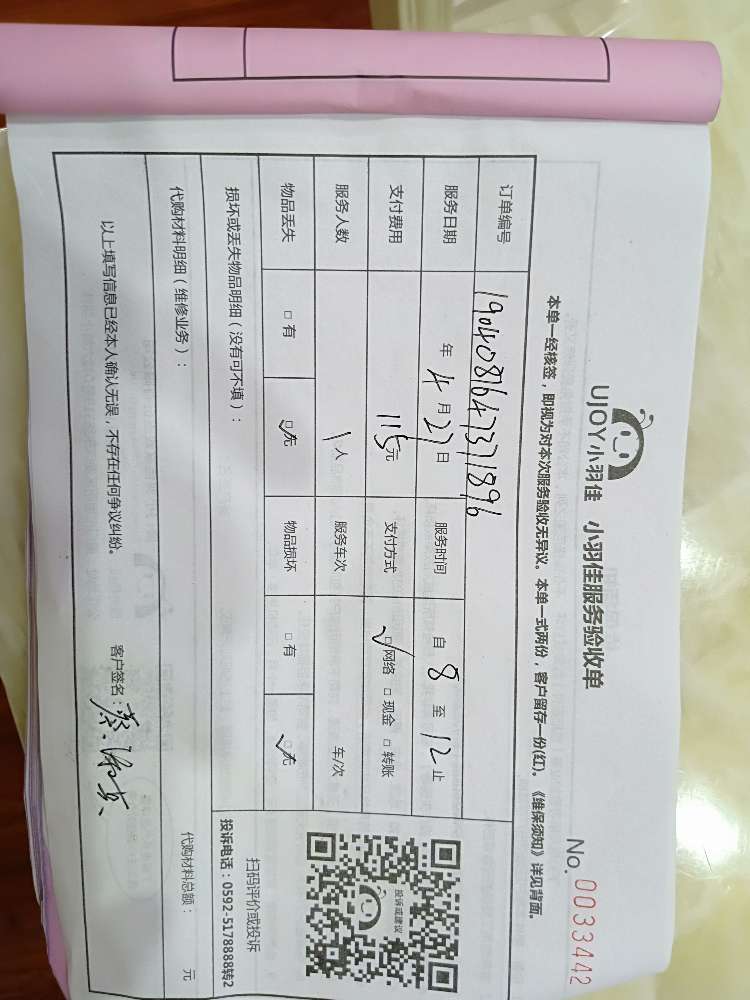 UJOY小羽佳 小羽佳服务验收单
No. 0033442
本单一经核签，即视为对本次服务验收无异议。本单一式两份，客户留存一份(红)。《维保须知》详见背面。
订单编号 1904081647371896
服务日期 年 4 月 27 日 服务时间 自 8 至 12 止
支付费用 115元 支付方式 ☑网络 □现金 □转账
服务人数 1人 服务车次 车/次
物品丢失 □有 ☑无 物品损坏 □有 ☑无
投诉或建议
扫码评价或投诉
投诉电话：0592-5178888转2
损坏或丢失物品明细（没有可不填）：
代购材料明细（维修业务）： 代购材料总额： 元
以上填写信息已经本人确认无误，不存在任何争议纠纷。 客户签名：